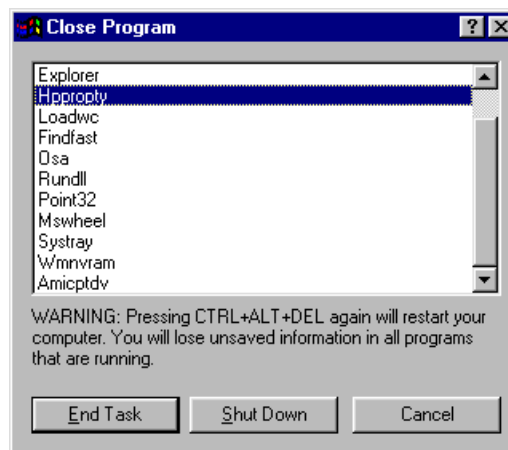 Close Program
Explorer
Hppropty
Loadwc
Findfast
Osa
Rundll
Point32
Mswheel
Systray
Wmnvram
Amicptdv
WARNING: Pressing CTRL+ALT+DEL again will restart your
computer. You will lose unsaved information in all programs
that are running.
End Task
Shut Down
Cancel